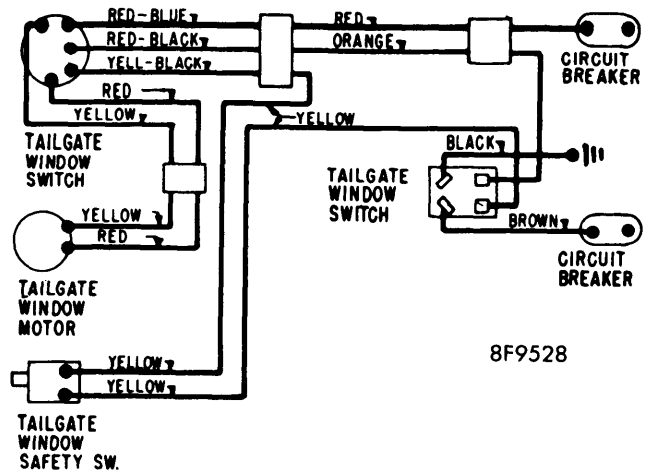 RED-BLUE
RED
RED-BLACK
ORANGE
CIRCUIT
BREAKER
YELL-BLACK
RED
YELLOW
YELLOW
TAILGATE
WINDOW
SWITCH
BLACK
TAILGATE
WINDOW
SWITCH
YELLOW
RED
BROWN
CIRCUIT
BREAKER
TAILGATE
WINDOW
MOTOR
8F9528
YELLOW
YELLOW
TAILGATE
WINDOW
SAFETY SW.